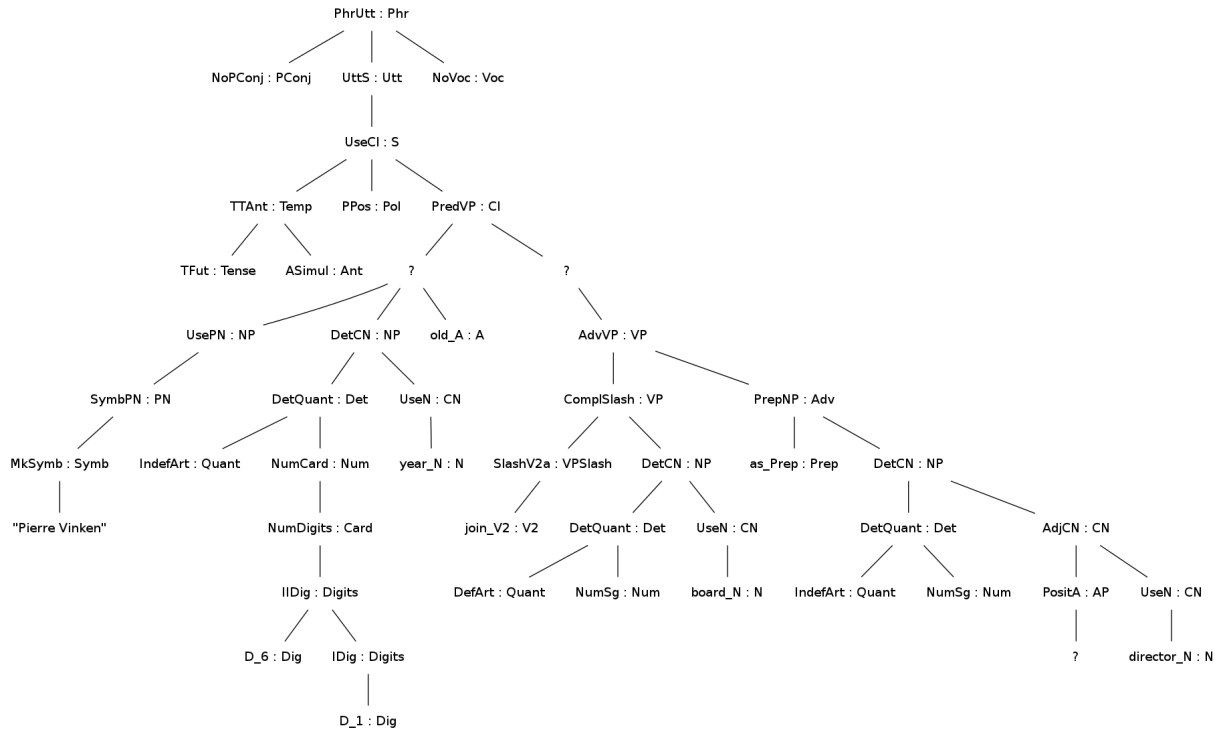 PhrUtt : Phr
NoPConj : PConj UttS : Utt NoVoc : Voc
UseCl : S
TTAnt : Temp PPos : Pol PredVP : Cl
TFut : Tense ASimul : Ant ? ?
UsePN : NP DetCN : NP old_A : A AdvVP : VP
SymbPN : PN DetQuant : Det UseN : CN ComplSlash : VP PrepNP : Adv
MkSymb : Symb IndefArt : Quant NumCard : Num year_N : N SlashV2a : VPSlash DetCN : NP as_Prep : Prep DetCN : NP
"Pierre Vinken" NumDigits : Card join_V2 : V2 DetQuant : Det UseN : CN DetQuant : Det AdjCN : CN
IIDig : Digits DefArt : Quant NumSg : Num board_N : N IndefArt : Quant NumSg : Num PositA : AP UseN : CN
D_6 : Dig IDig : Digits ? director_N : N
D_1 : Dig